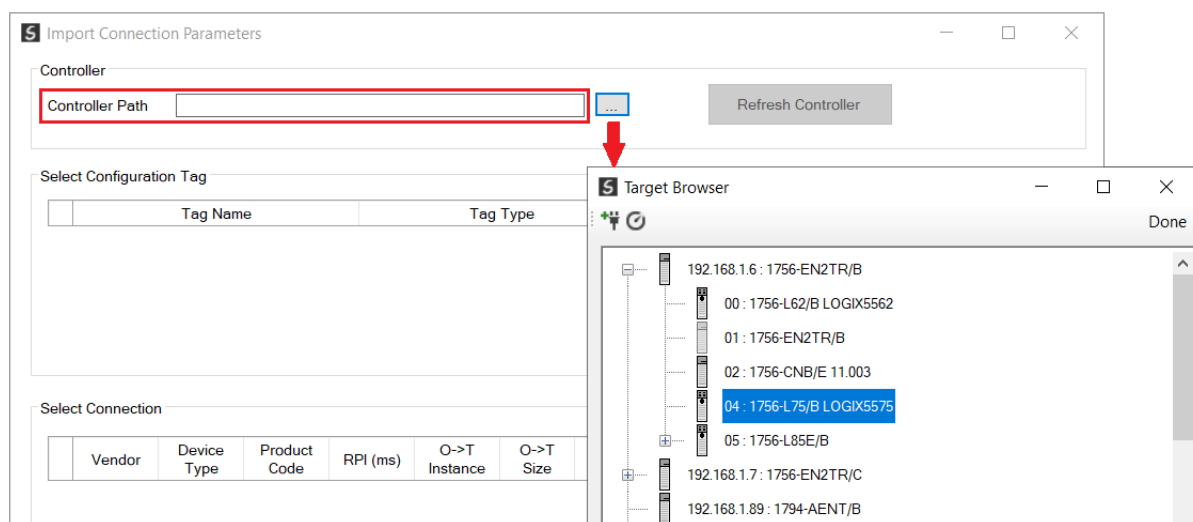 S Import Connection Parameters
Controller
Controller Path
...
Refresh Controller
Select Configuration Tag
Tag Name Tag Type
Select Connection
Vendor Device Type Product Code RPI (ms) O->T Instance O->T Size
S Target Browser
Done
192.168.1.6 : 1756-EN2TR/B
00 : 1756-L62/B LOGIX5562
01 : 1756-EN2TR/B
02 : 1756-CNB/E 11.003
04 : 1756-L75/B LOGIX5575
05 : 1756-L85E/B
192.168.1.7 : 1756-EN2TR/C
192.168.1.89 : 1794-AENT/B